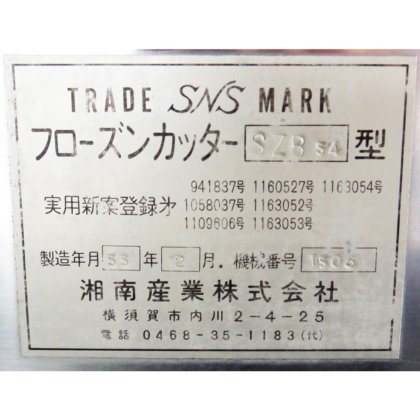 TRADE SNS MARK
フローズンカッター SZB 54 型
941837号 1160527号 1163054号
実用新案登録才 1058037号 1163052号
1109606号 1163053号
製造年月 年 2 月. 機械番号
湘南産業株式会社
横須賀市内川2-4-25
電話 0468-35-1183(代)